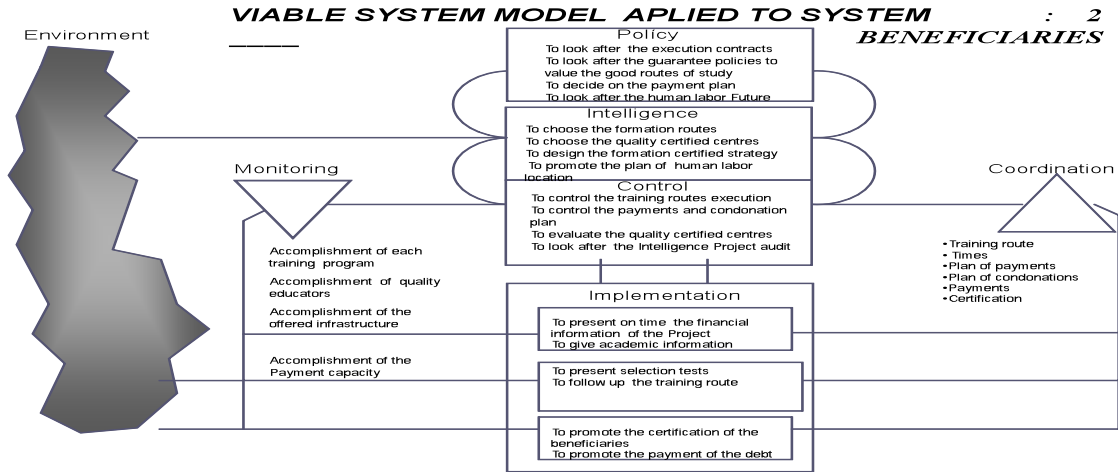 VIABLE SYSTEM MODEL APLIED TO SYSTEM : 2
BENEFICIARIES
Environment
Policy
To look after the execution contracts
To look after the guarantee policies to
value the good routes of study
To decide on the payment plan
To look after the human labor Future
Intelligence
To choose the formation routes
To choose the quality certified centres
To design the formation certified strategy
To promote the plan of human labor
location
Control
To control the training routes execution
To control the payments and condonation
plan
To evaluate the quality certified centres
To look after the Intelligence Project audit
Monitoring
Accomplishment of each
training program
Accomplishment of quality
educators
Accomplishment of the
offered infrastructure
Accomplishment of the
Payment capacity
Coordination
•Training route
• Times
•Plan of payments
•Plan of condonations
•Payments
•Certification
Implementation
To present on time the financial
information of the Project
To give academic information
To present selection tests
To follow up the training route
To promote the certification of the
beneficiaries
To promote the payment of the debt